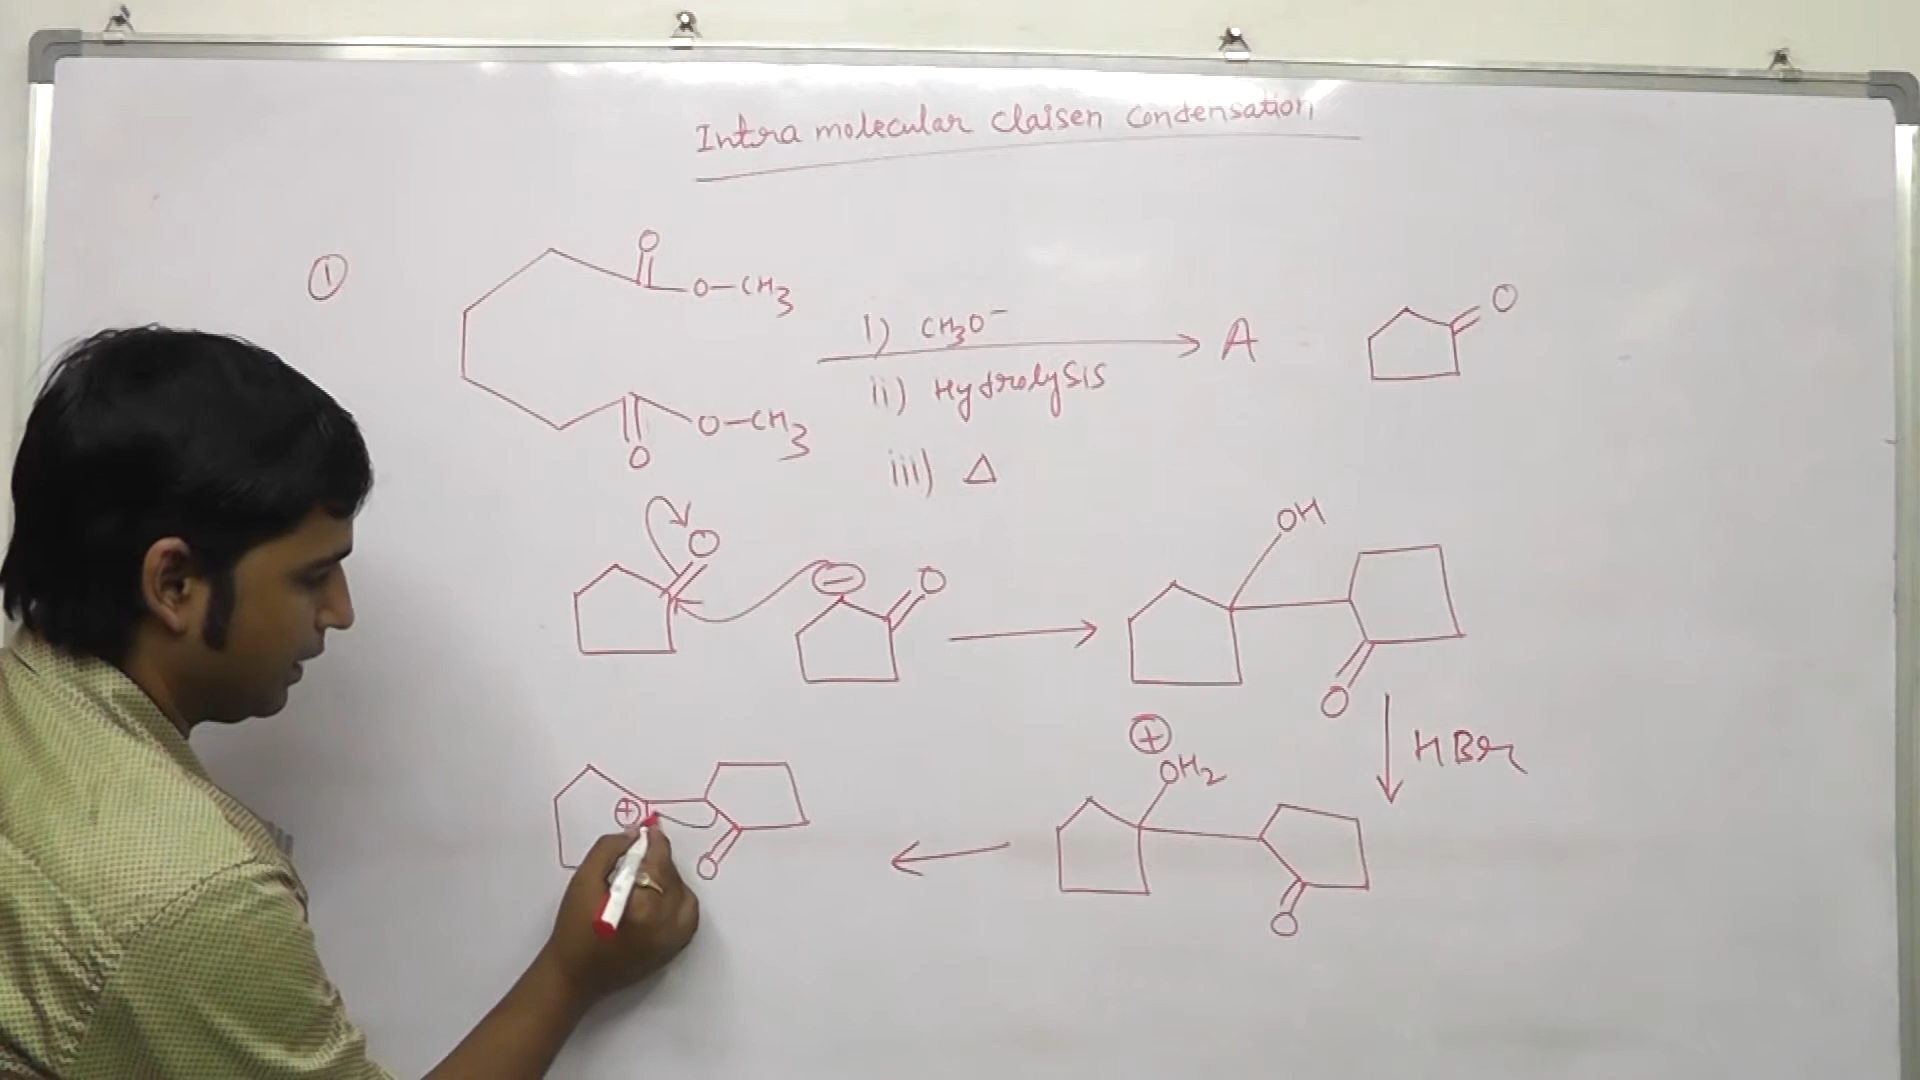 Intra molecular claisen condensation
①
O
O-CH3
O-CH3
O
i) CH3O⁻
ii) Hydrolysis
iii) Δ
A
O
O
⊖
O
OH
O
HBr
⊕
OH2
O
⊕
O